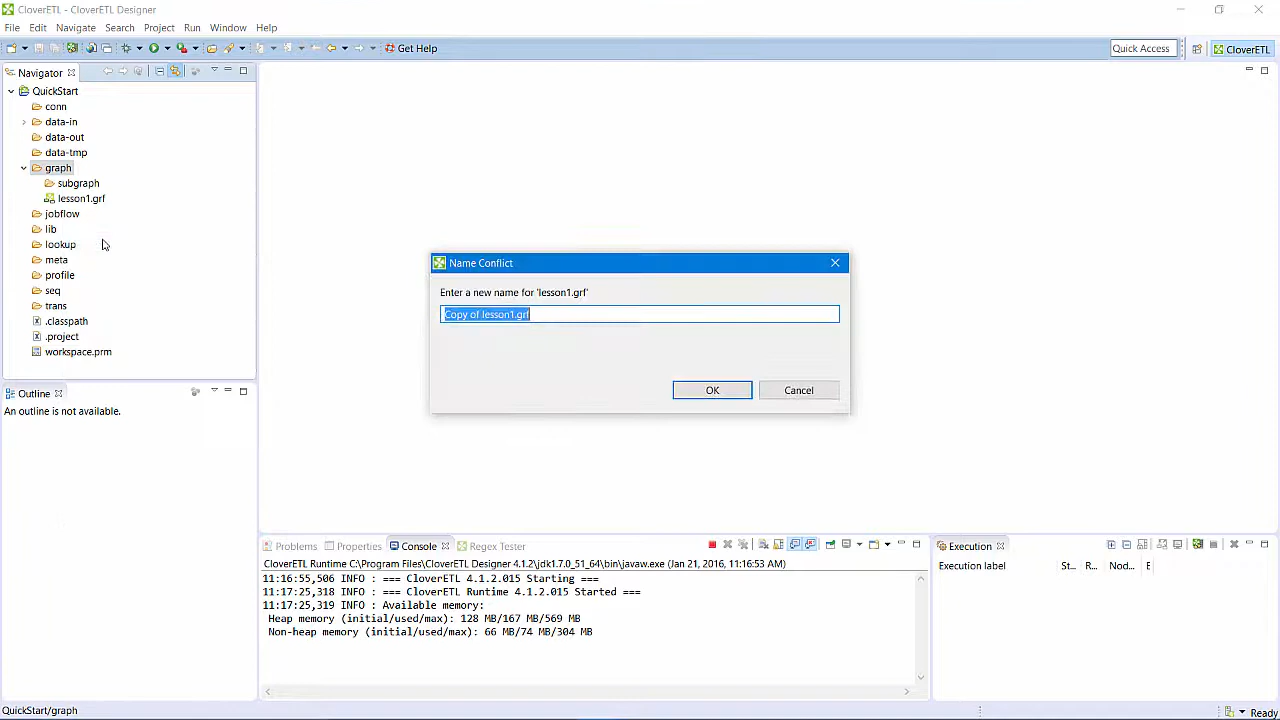 CloverETL - CloverETL Designer
File Edit Navigate Search Project Run Window Help
Get Help
Quick Access
CloverETL
Navigator
QuickStart
conn
data-in
data-out
data-tmp
graph
subgraph
lesson1.grf
jobflow
lib
lookup
meta
profile
seq
trans
.classpath
.project
workspace.prm
Name Conflict
Enter a new name for 'lesson1.grf'
Copy of lesson1.grf
OK Cancel
Outline
An outline is not available.
Problems Properties Console Regex Tester
CloverETL Runtime C:\Program Files\CloverETL Designer 4.1.2\jdk1.7.0_51_64\bin\javaw.exe (Jan 21, 2016, 11:16:53 AM)
11:16:55,506 INFO : === CloverETL 4.1.2.015 Starting ===
11:17:25,318 INFO : === CloverETL Runtime 4.1.2.015 Started ===
11:17:25,319 INFO : Available memory:
Heap memory (initial/used/max): 128 MB/167 MB/569 MB
Non-heap memory (initial/used/max): 66 MB/74 MB/304 MB
Execution
Execution label St... R... Nod... E
QuickStart/graph
Ready